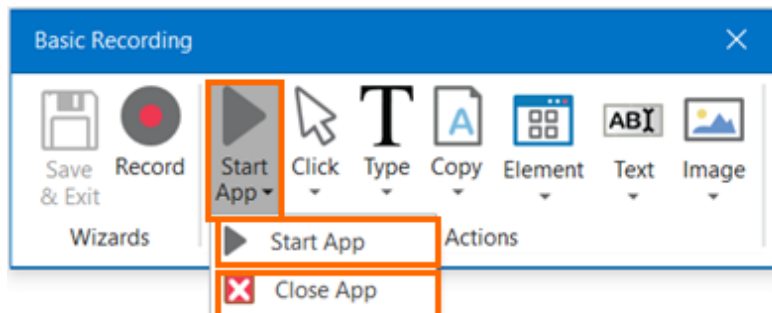 Basic Recording
Save
& Exit
Record
Start
App
Click
Type
Copy
Element
Text
Image
T
A
AB
Wizards
Actions
Start App
Close App